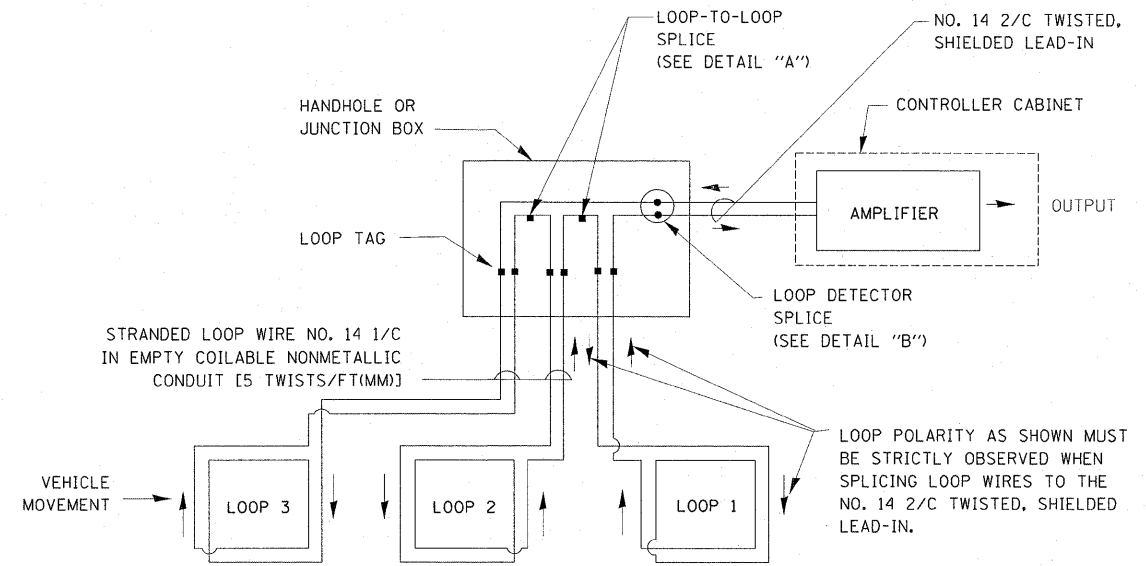 LOOP-TO-LOOP
SPLICE
(SEE DETAIL "A")
NO. 14 2/C TWISTED,
SHIELDED LEAD-IN
HANDHOLE OR
JUNCTION BOX
CONTROLLER CABINET
AMPLIFIER
OUTPUT
LOOP TAG
LOOP DETECTOR
SPLICE
(SEE DETAIL "B")
STRANDED LOOP WIRE NO. 14 1/C
IN EMPTY COILABLE NONMETALLIC
CONDUIT [5 TWISTS/FT(MM)]
LOOP POLARITY AS SHOWN MUST
BE STRICTLY OBSERVED WHEN
SPLICING LOOP WIRES TO THE
NO. 14 2/C TWISTED, SHIELDED
LEAD-IN.
VEHICLE
MOVEMENT
LOOP 3
LOOP 2
LOOP 1